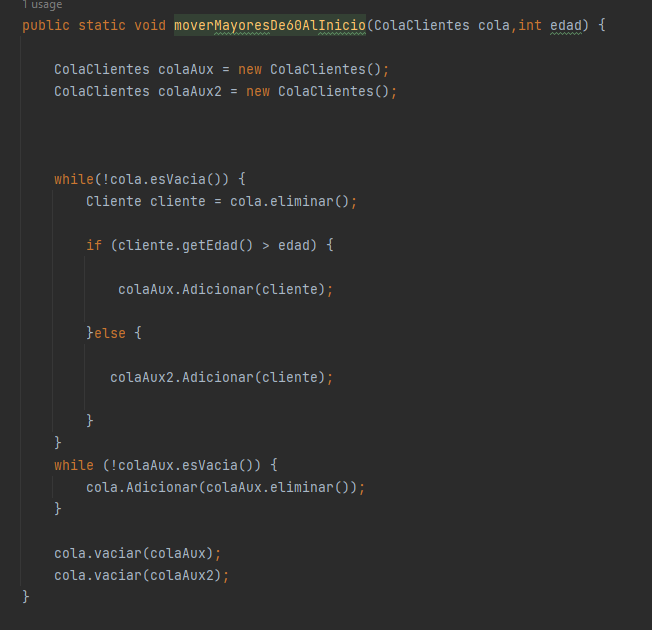 1 usage
public static void moverMayoresDe60AlInicio(ColaClientes cola,int edad) {
ColaClientes colaAux = new ColaClientes();
ColaClientes colaAux2 = new ColaClientes();
while(!cola.esVacia()) {
Cliente cliente = cola.eliminar();
if (cliente.getEdad() > edad) {
colaAux.Adicionar(cliente);
}else {
colaAux2.Adicionar(cliente);
}
}
while (!colaAux.esVacia()) {
cola.Adicionar(colaAux.eliminar());
}
cola.vaciar(colaAux);
cola.vaciar(colaAux2);
}